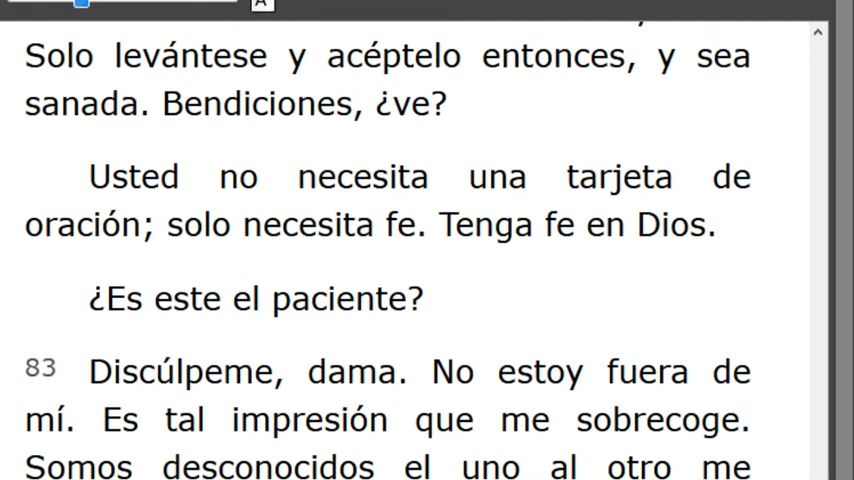 A
Solo levántese y acéptelo entonces, y sea
sanada. Bendiciones, ¿ve?
Usted no necesita una tarjeta de
oración; solo necesita fe. Tenga fe en Dios.
¿Es este el paciente?
83 Discúlpeme, dama. No estoy fuera de
mí. Es tal impresión que me sobrecoge.
Somos desconocidos el uno al otro me